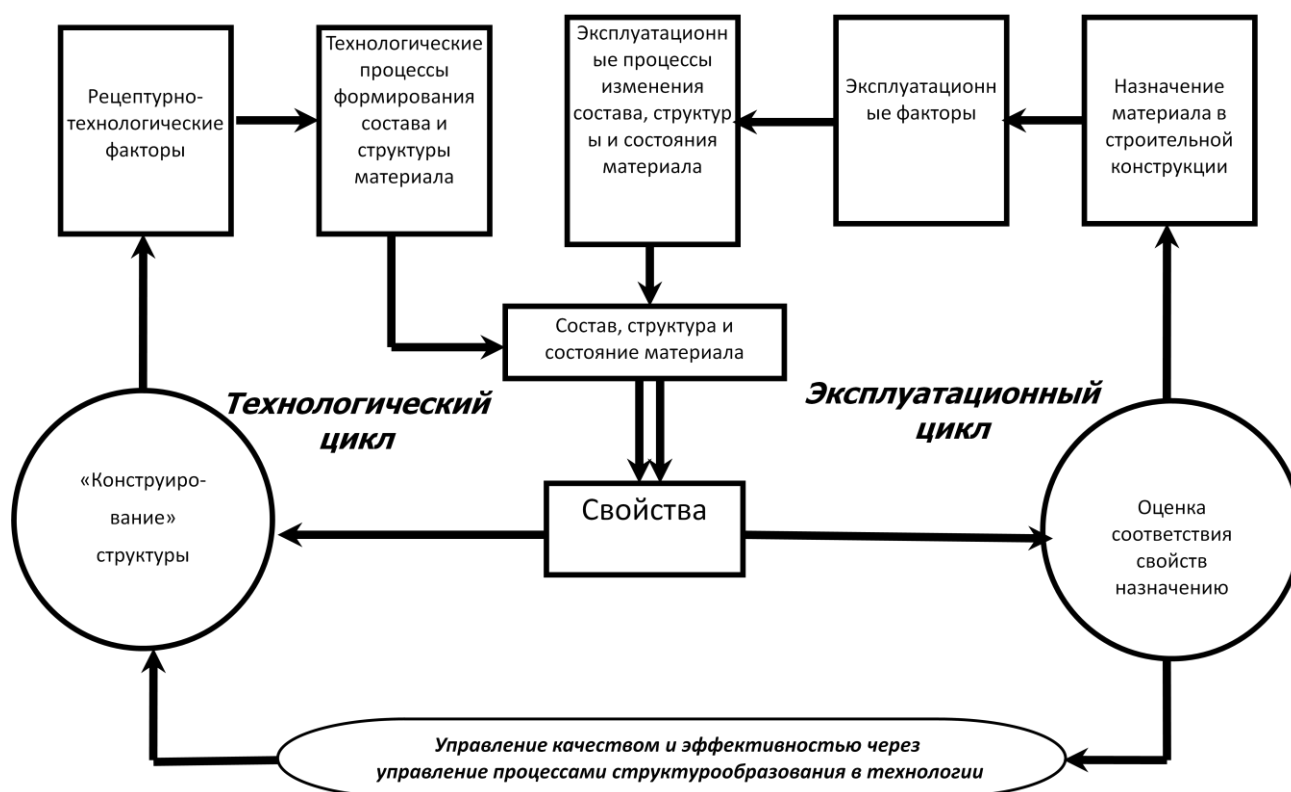 Рецептурно-
технологические
факторы
Технологические
процессы
формирования
состава и
структуры
материала
Эксплуатационн
ые процессы
изменения
состава, структур
ы и состояния
материала
Эксплуатационн
ые факторы
Назначение
материала в
строительной
конструкции
Состав, структура и
состояние материала
Технологический
цикл
Эксплуатационный
цикл
«Конструиро-
вание»
структуры
Свойства
Оценка
соответствия
свойств
назначению
Управление качеством и эффективностью через
управление процессами структурообразования в технологии